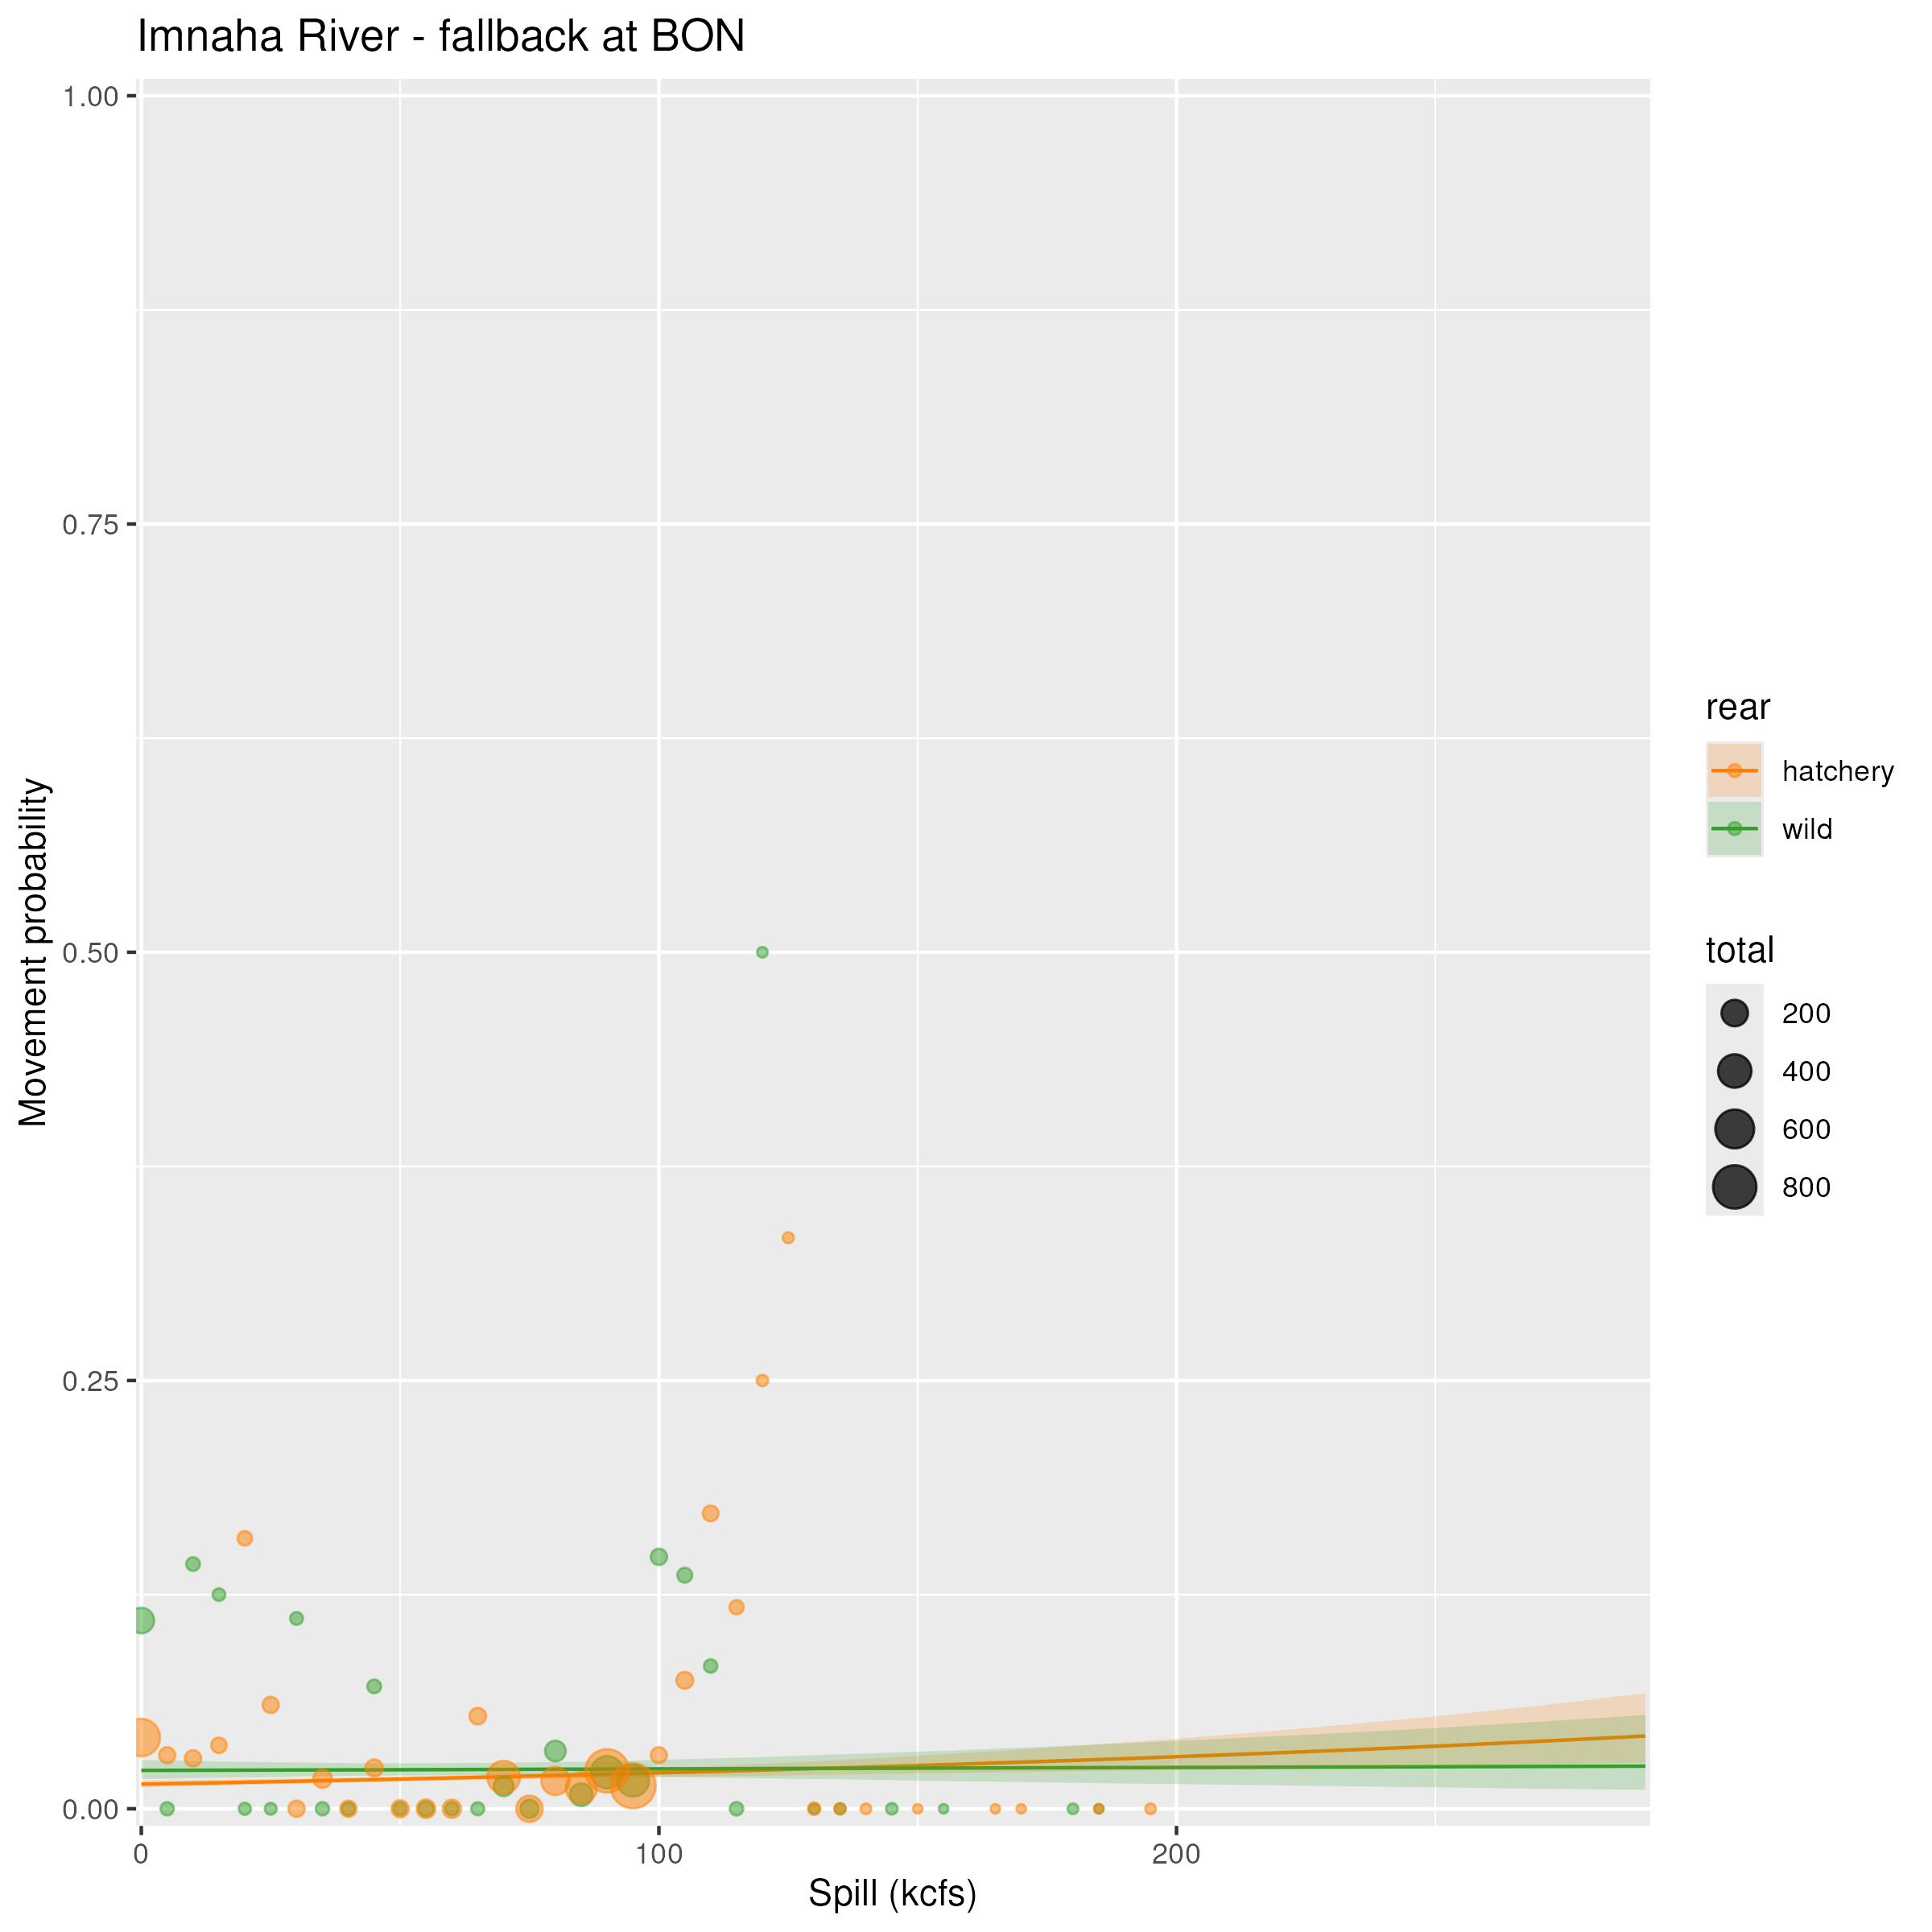 Imnaha River - fallback at BON
1.00
0.75
0.50
0.25
0.00
Movement probability
0
100
200
Spill (kcfs)
rear
hatchery
wild
total
200
400
600
800